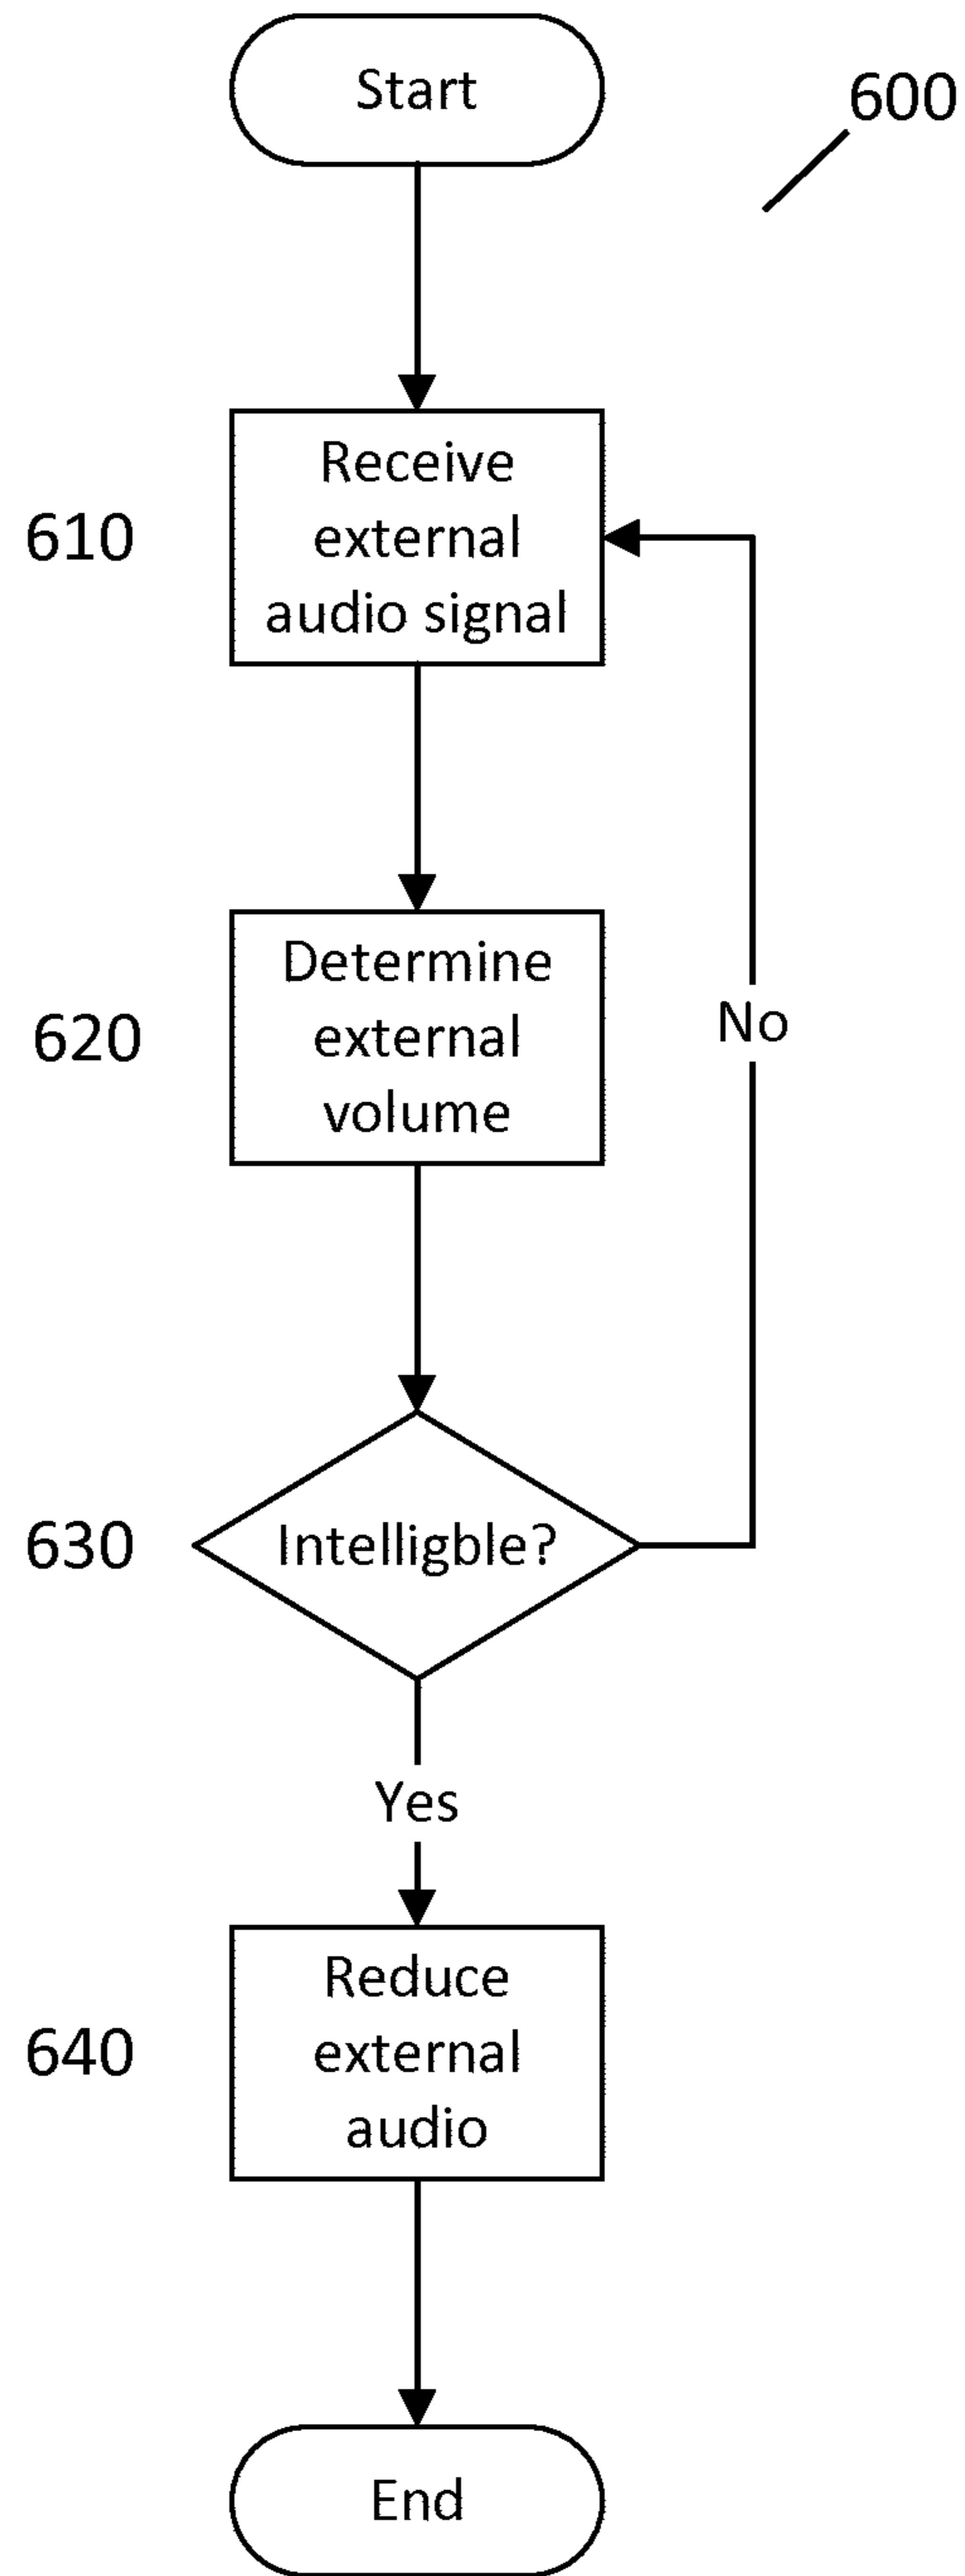 Start
600
610
Receive
external
audio signal
620
Determine
external
volume
No
630
Intelligble?
Yes
640
Reduce
external
audio
End